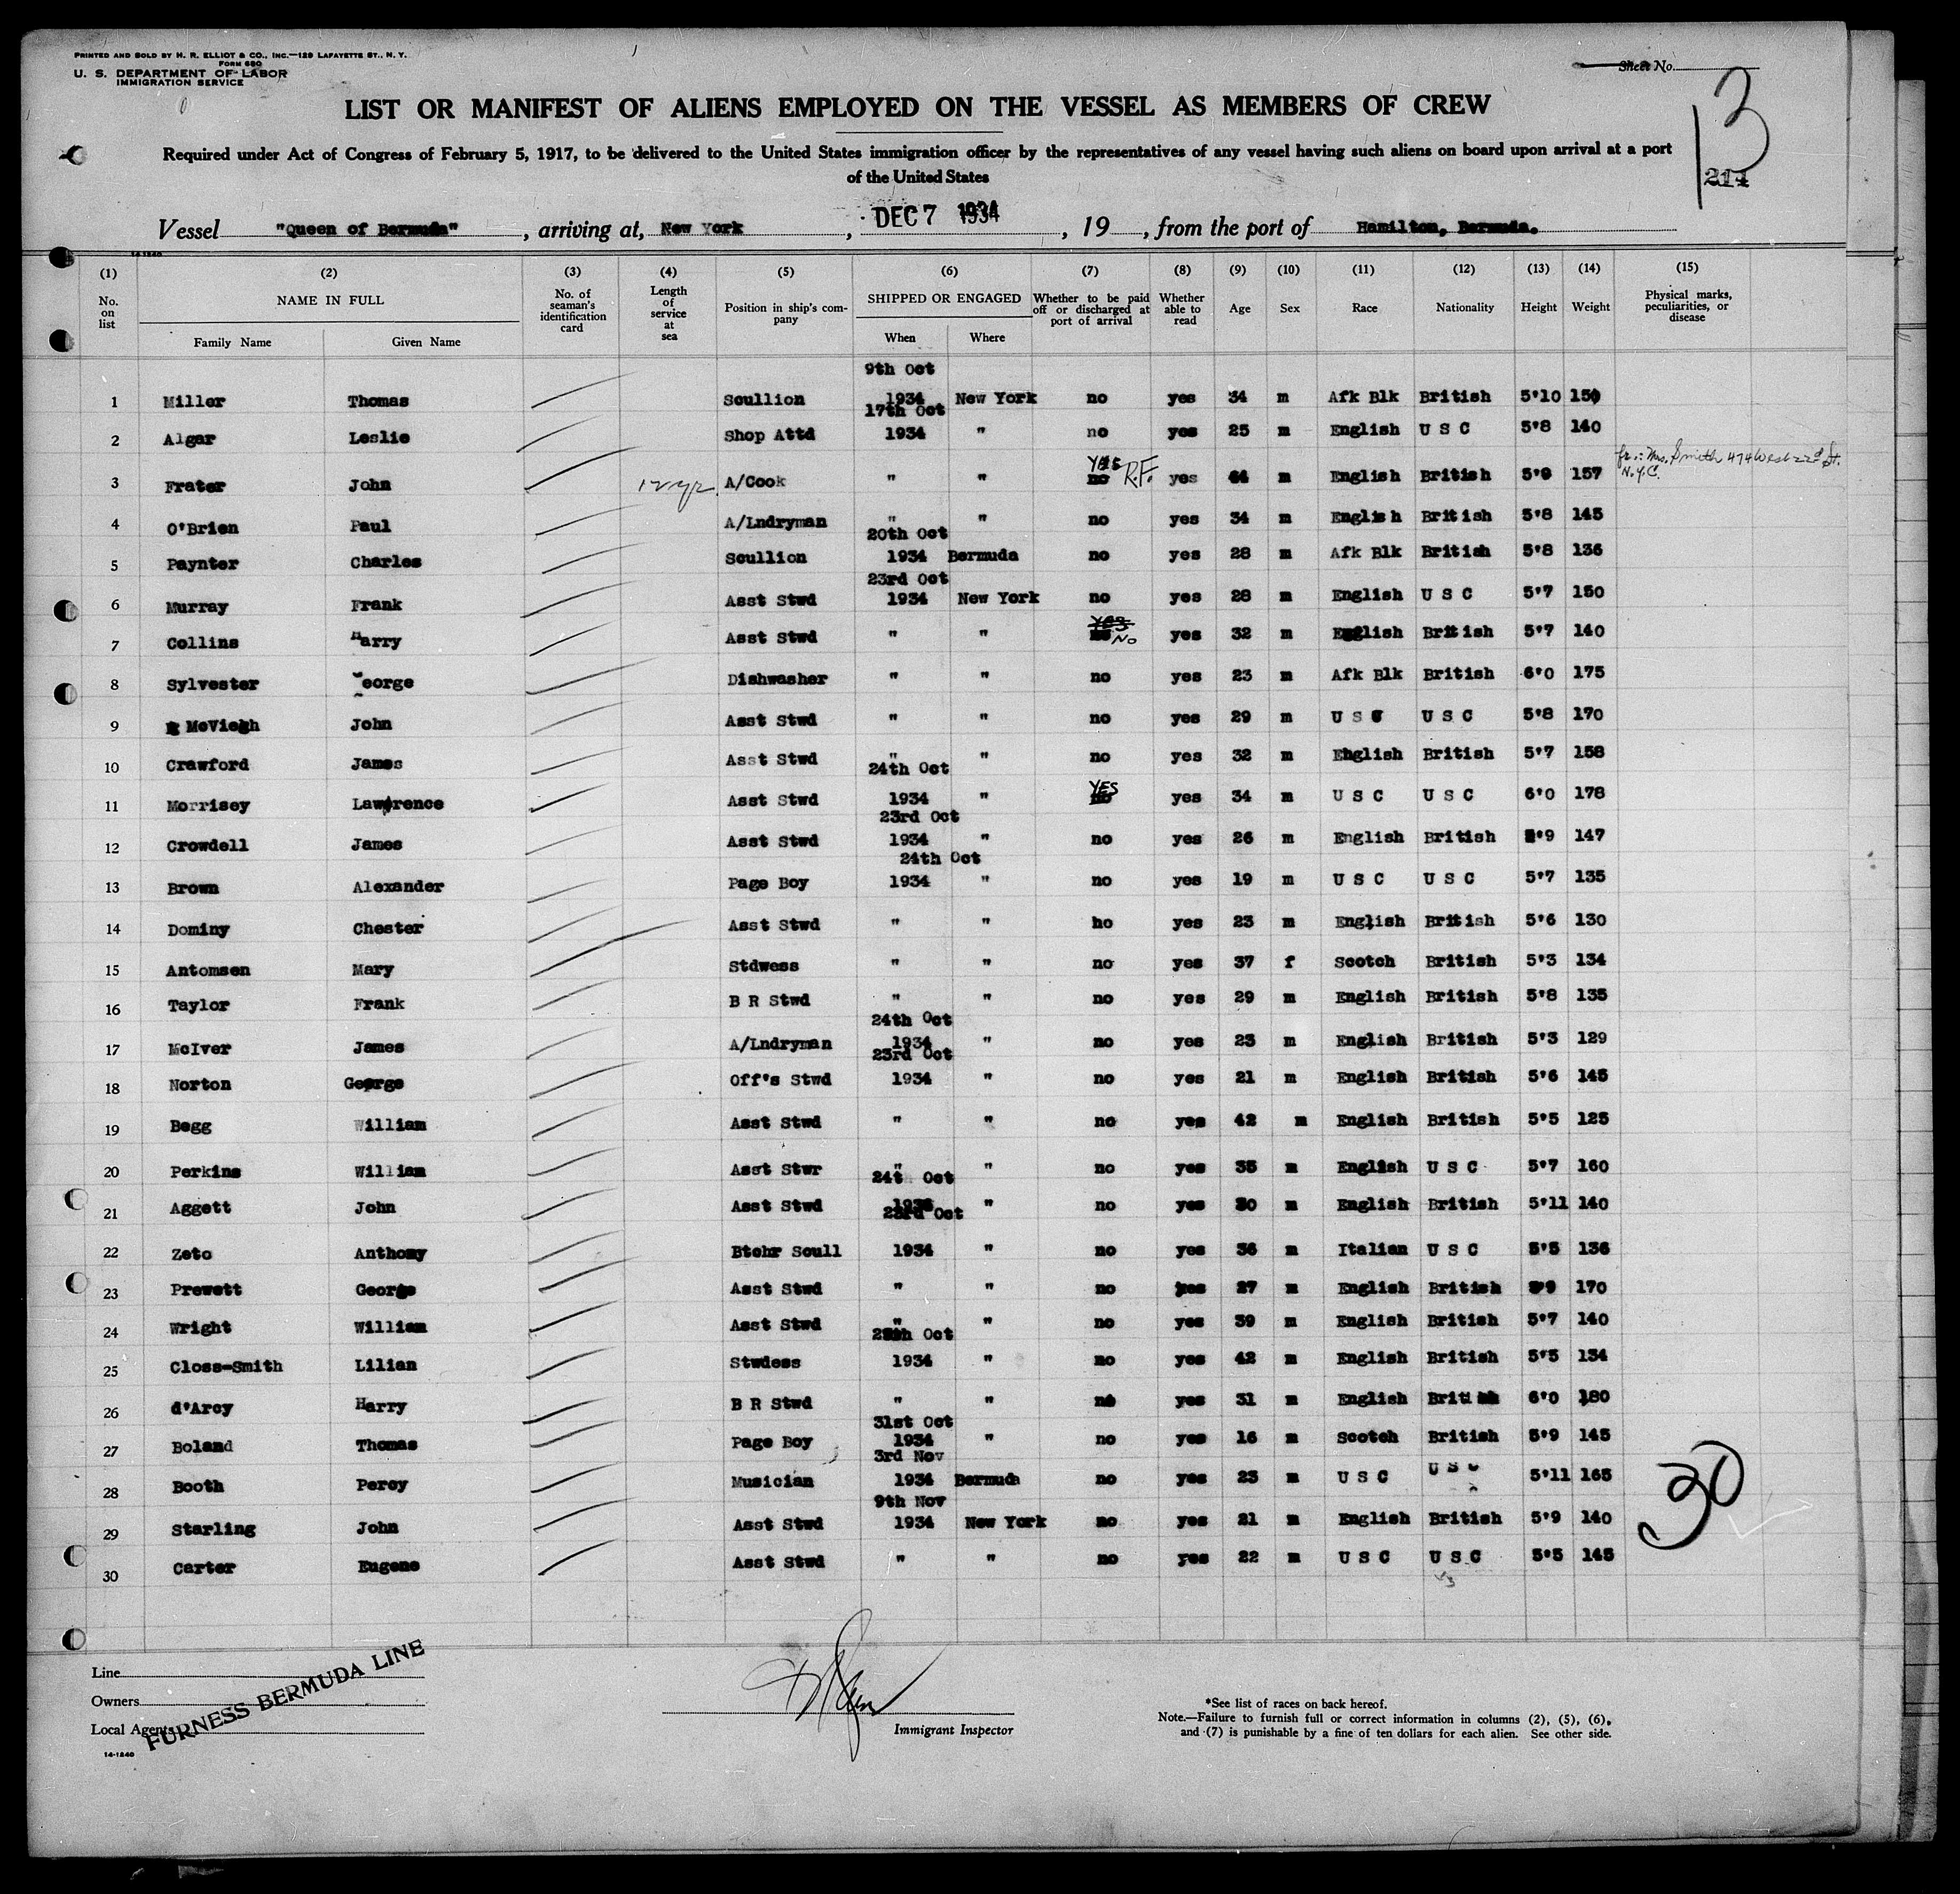 PRINTED AND SOLD BY H. R. ELLIOT & CO., INC.—129 LAFAYETTE ST., N. Y.
FORM 680
U. S. DEPARTMENT OF LABOR
IMMIGRATION SERVICE
Sheet No.
13
214
LIST OR MANIFEST OF ALIENS EMPLOYED ON THE VESSEL AS MEMBERS OF CREW
Required under Act of Congress of February 5, 1917, to be delivered to the United States immigration officer by the representatives of any vessel having such aliens on board upon arrival at a port
of the United States
Vessel "Queen of Bermuda" , arriving at, New York , DEC 7 1934 , 19 , from the port of Hamilton, Bermuda.
14-1240
(1) (2) (3) (4) (5) (6) (7) (8) (9) (10) (11) (12) (13) (14) (15)
No. on list NAME IN FULL Family Name Given Name No. of seaman's identification card Length of service at sea Position in ship's company SHIPPED OR ENGAGED When Where Whether to be paid off or discharged at port of arrival Whether able to read Age Sex Race Nationality Height Weight Physical marks, peculiarities, or disease
9th Oct
1 Miller Thomas Scullion 1934 New York no yes 34 m Afk Blk British 5'10 150
17th Oct
2 Algar Leslie Shop Attd 1934 " no yes 25 m English U S C 5'8 140
3 Frater John 12 yrs A/Cook " " no YES R.F. yes 44 m English British 5'9 157 fr.: Mrs. Smith 474 West 22d St. N.Y.C.
4 O'Brien Paul A/Lndryman " " no yes 34 m English British 5'8 145
20th Oct
5 Paynter Charles Scullion 1934 Bermuda no yes 28 m Afk Blk British 5'8 136
23rd Oct
6 Murray Frank Asst Stwd 1934 New York no yes 28 m English U S C 5'7 150
7 Collins Harry Asst Stwd " " YES No yes 32 m English British 5'7 140
8 Sylvester George Dishwasher " " no yes 23 m Afk Blk British 6'0 175
9 McViegh John Asst Stwd " " no yes 29 m U S C U S C 5'8 170
10 Crawford James Asst Stwd " " no yes 32 m English British 5'7 158
24th Oct
11 Morrisey Lawrence Asst Stwd 1934 " no YES yes 34 m U S C U S C 6'0 178
23rd Oct
12 Crowdell James Asst Stwd 1934 " no yes 26 m English British 5'9 147
24th Oct
13 Brown Alexander Page Boy 1934 " no yes 19 m U S C U S C 5'7 135
14 Dominy Chester Asst Stwd " " ho yes 23 m English British 5'6 130
15 Antomsen Mary Stdwess " " no yes 37 f Scotch British 5'3 134
16 Taylor Frank B R Stwd " " no yes 29 m English British 5'8 135
24th Oct
17 McIver James A/Lndryman 1934 " no yes 23 m English British 5'3 129
23rd Oct
18 Norton George Off's Stwd 1934 " no yes 21 m English British 5'6 145
19 Begg William Asst Stwd " " no yes 42 m English British 5'5 125
20 Perkins William Asst Stwr " " no yes 35 m English U S C 5'7 160
24t Oct
21 Aggett John Asst Stwd 1934 " no yes 30 m English British 5'11 140
23rd Oct
22 Zeto Anthony Btchr Scull 1934 " no yes 36 m Italian U S C 5'5 136
23 Prewett George Asst Stwd " " no yes 27 m English British 5'9 170
24 Wright William Asst Stwd " " no yes 39 m English British 5'7 140
Oct
25 Closs-Smith Lilian Stwdess 1934 " no yes 42 m English British 5'5 134
26 d'Arcy Harry B R Stwd " " no yes 31 m English British 6'0 180
31st Oct
27 Boland Thomas Page Boy 1934 " no yes 16 m Scotch British 5'9 145
3rd Nov
28 Booth Percy Musician 1934 Bermuda no yes 23 m U S C U S C 5'11 165
9th Nov
29 Starling John Asst Stwd 1934 New York no yes 21 m English British 5'9 140
30 Carter Eugene Asst Stwd " " no yes 22 m U S C U S C 5'5 145
30
Line
Owners
Local Agents
FURNESS BERMUDA LINE
14-1240
Immigrant Inspector
*See list of races on back hereof.
Note.—Failure to furnish full or correct information in columns (2), (5), (6),
and (7) is punishable by a fine of ten dollars for each alien. See other side.